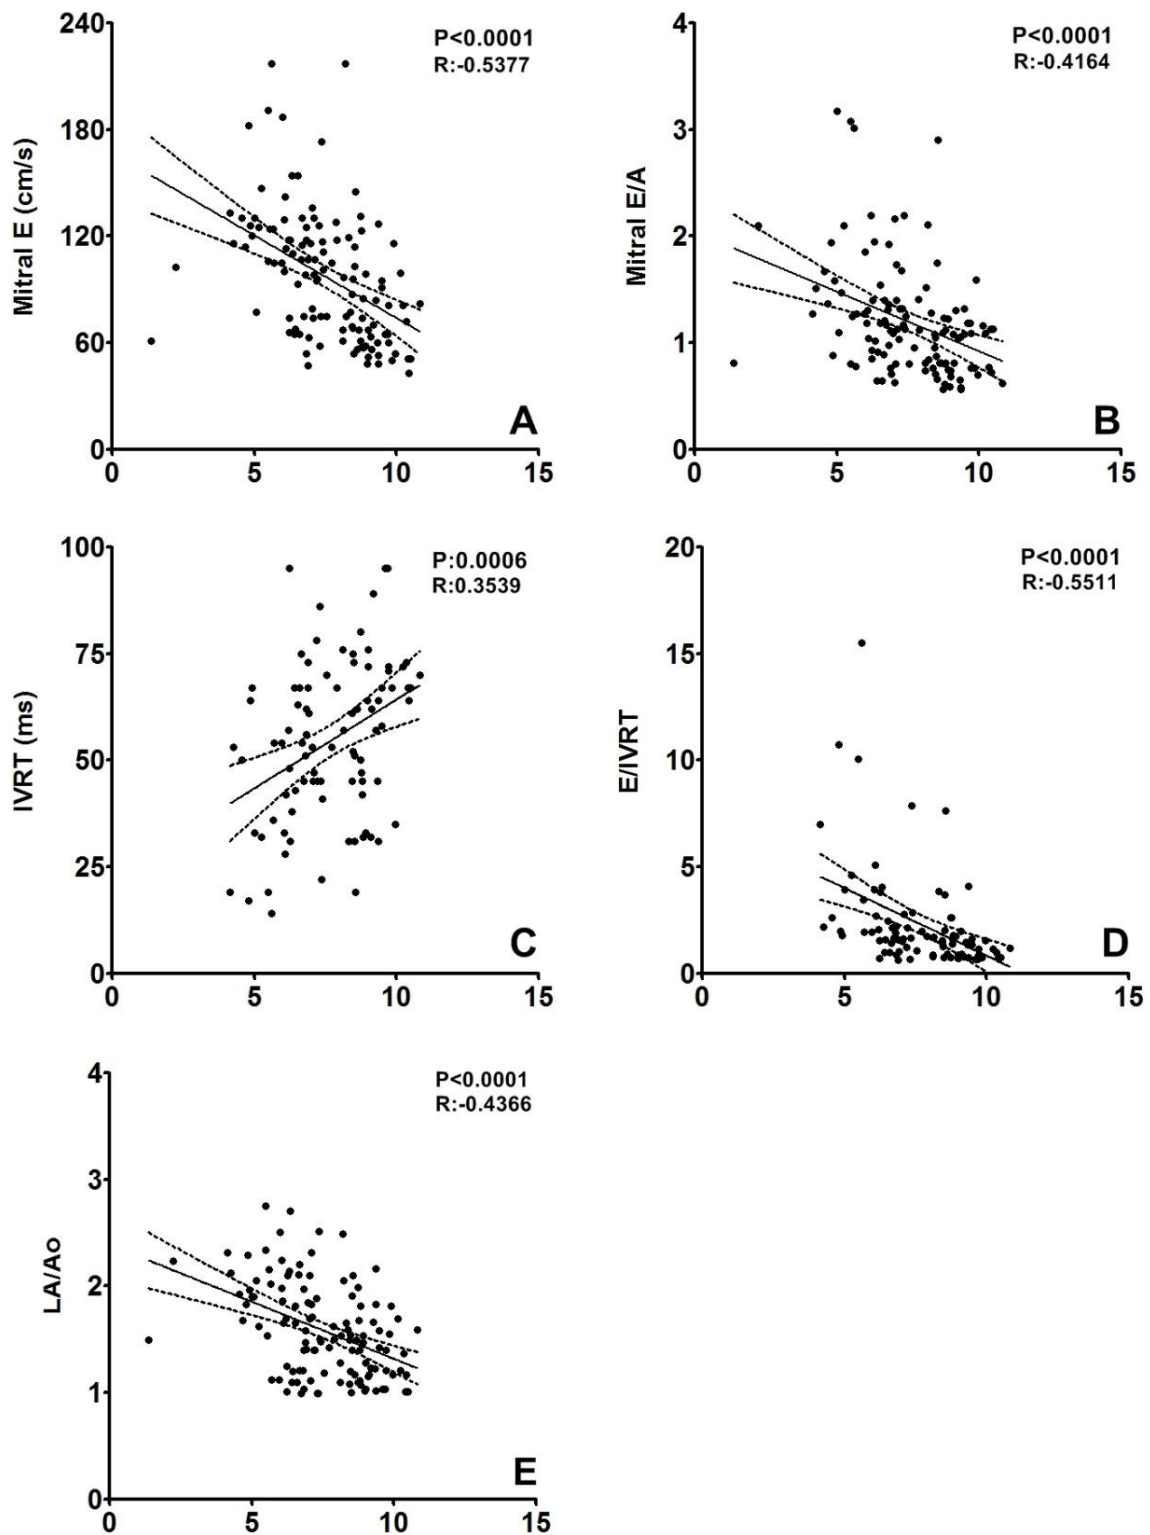 240
180
120
60
0
Mitral E (cm/s)
P<0.0001
R:-0.5377
A
0 5 10 15
4
3
2
1
0
Mitral E/A
P<0.0001
R:-0.4164
B
0 5 10 15
100
75
50
25
0
IVRT (ms)
P:0.0006
R:0.3539
C
0 5 10 15
20
15
10
5
0
E/IVRT
P<0.0001
R:-0.5511
D
0 5 10 15
4
3
2
1
0
LA/Ao
P<0.0001
R:-0.4366
E
0 5 10 15